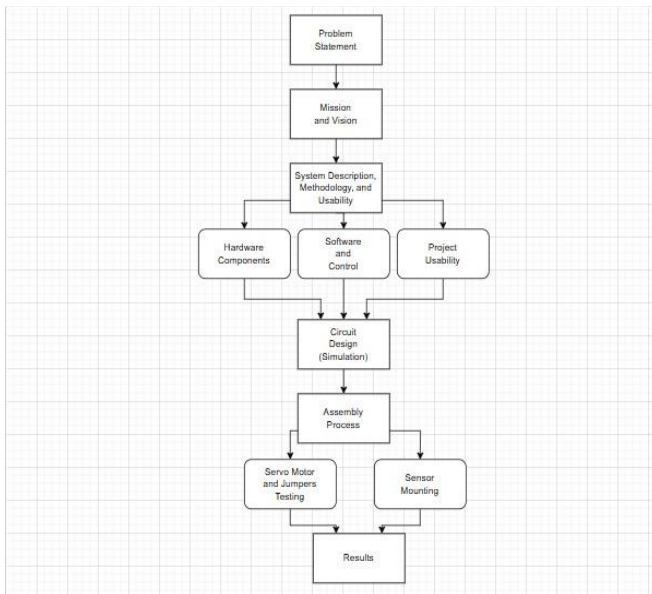 Problem
Statement
Mission
and Vision
System Description,
Methodology, and
Usability
Hardware
Components
Software
and
Control
Project
Usability
Circuit
Design
(Simulation)
Assembly
Process
Servo Motor
and Jumpers
Testing
Sensor
Mounting
Results